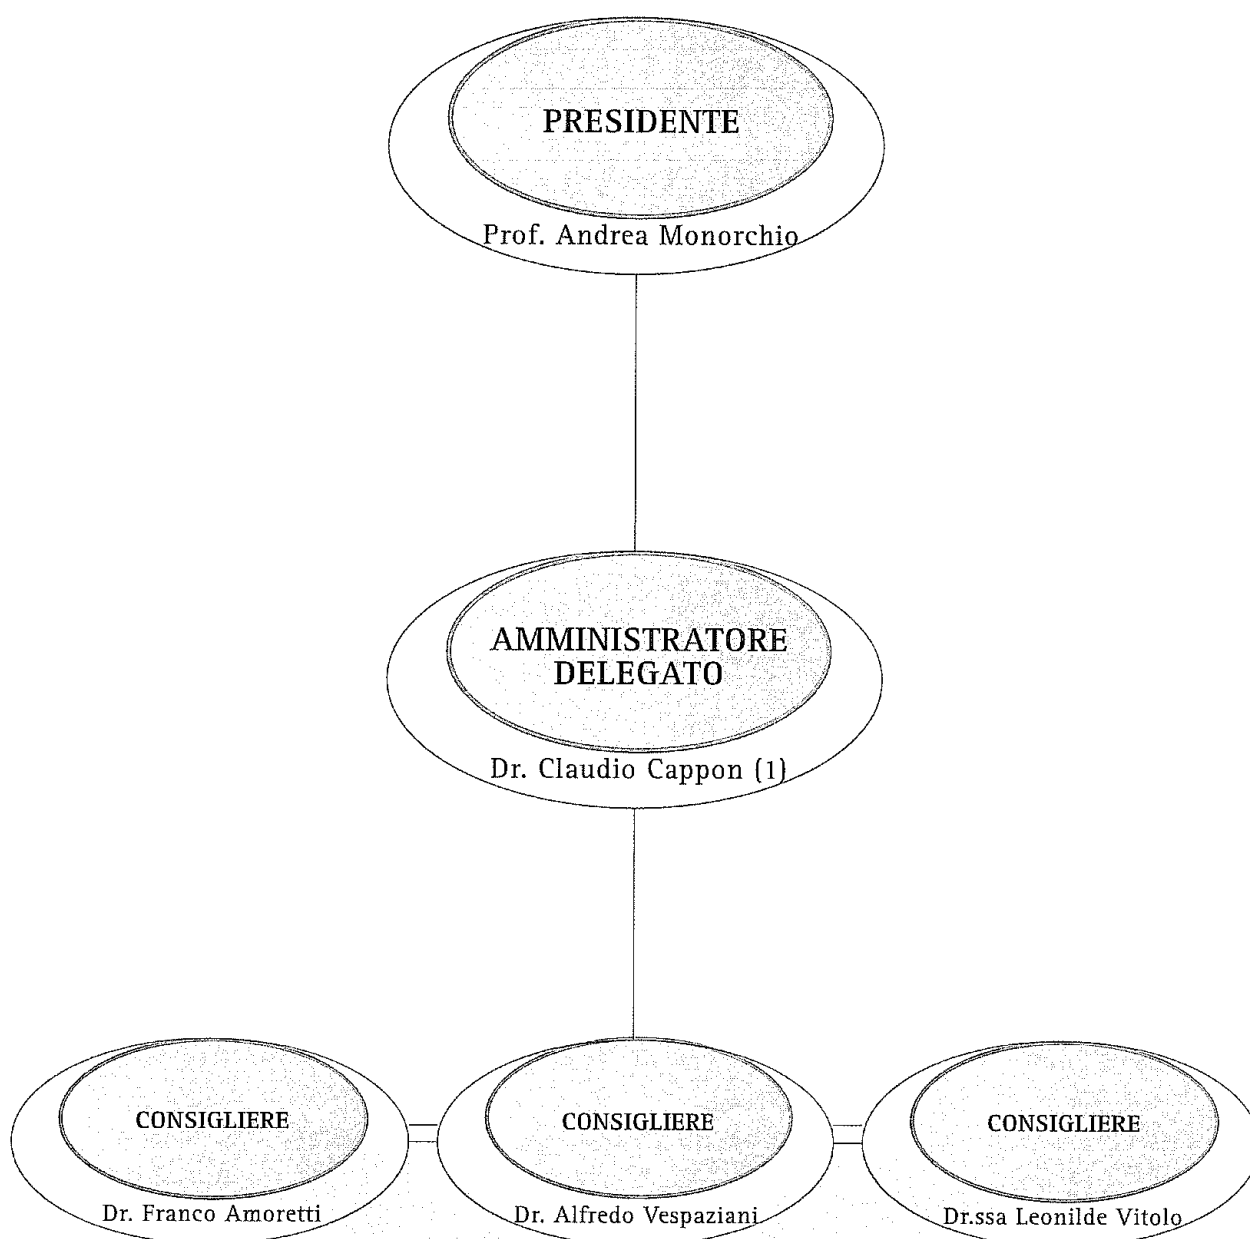 PRESIDENTE
Prof. Andrea Monorchio
AMMINISTRATORE
DELEGATO
Dr. Claudio Cappon (1)
CONSIGLIERE
Dr. Franco Amoretti
CONSIGLIERE
Dr. Alfredo Vespaziani
CONSIGLIERE
Dr.ssa Leonilde Vitolo